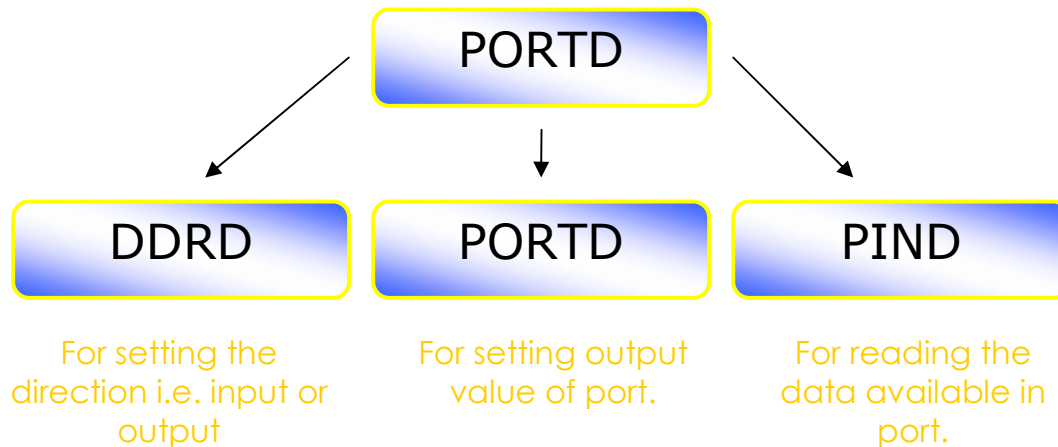 PORTD
DDRD
PORTD
PIND
For setting the
direction i.e. input or
output
For setting output
value of port.
For reading the
data available in
port.